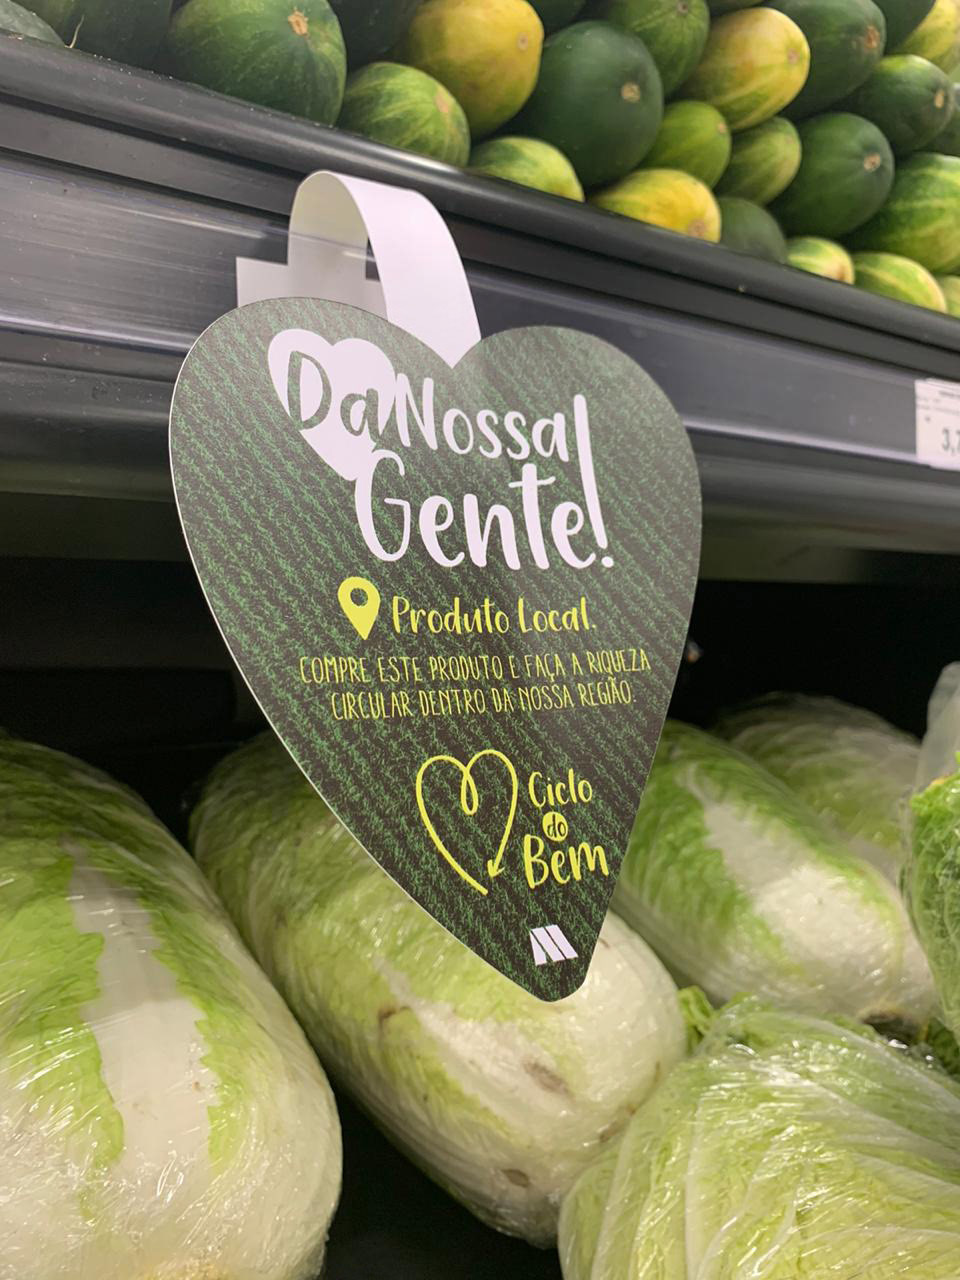 Da Nossa
Gente!
Produto Local.
COMPRE ESTE PRODUTO E FAÇA A RIQUEZA
CIRCULAR DENTRO DA NOSSA REGIÃO.
Ciclo
do
Bem